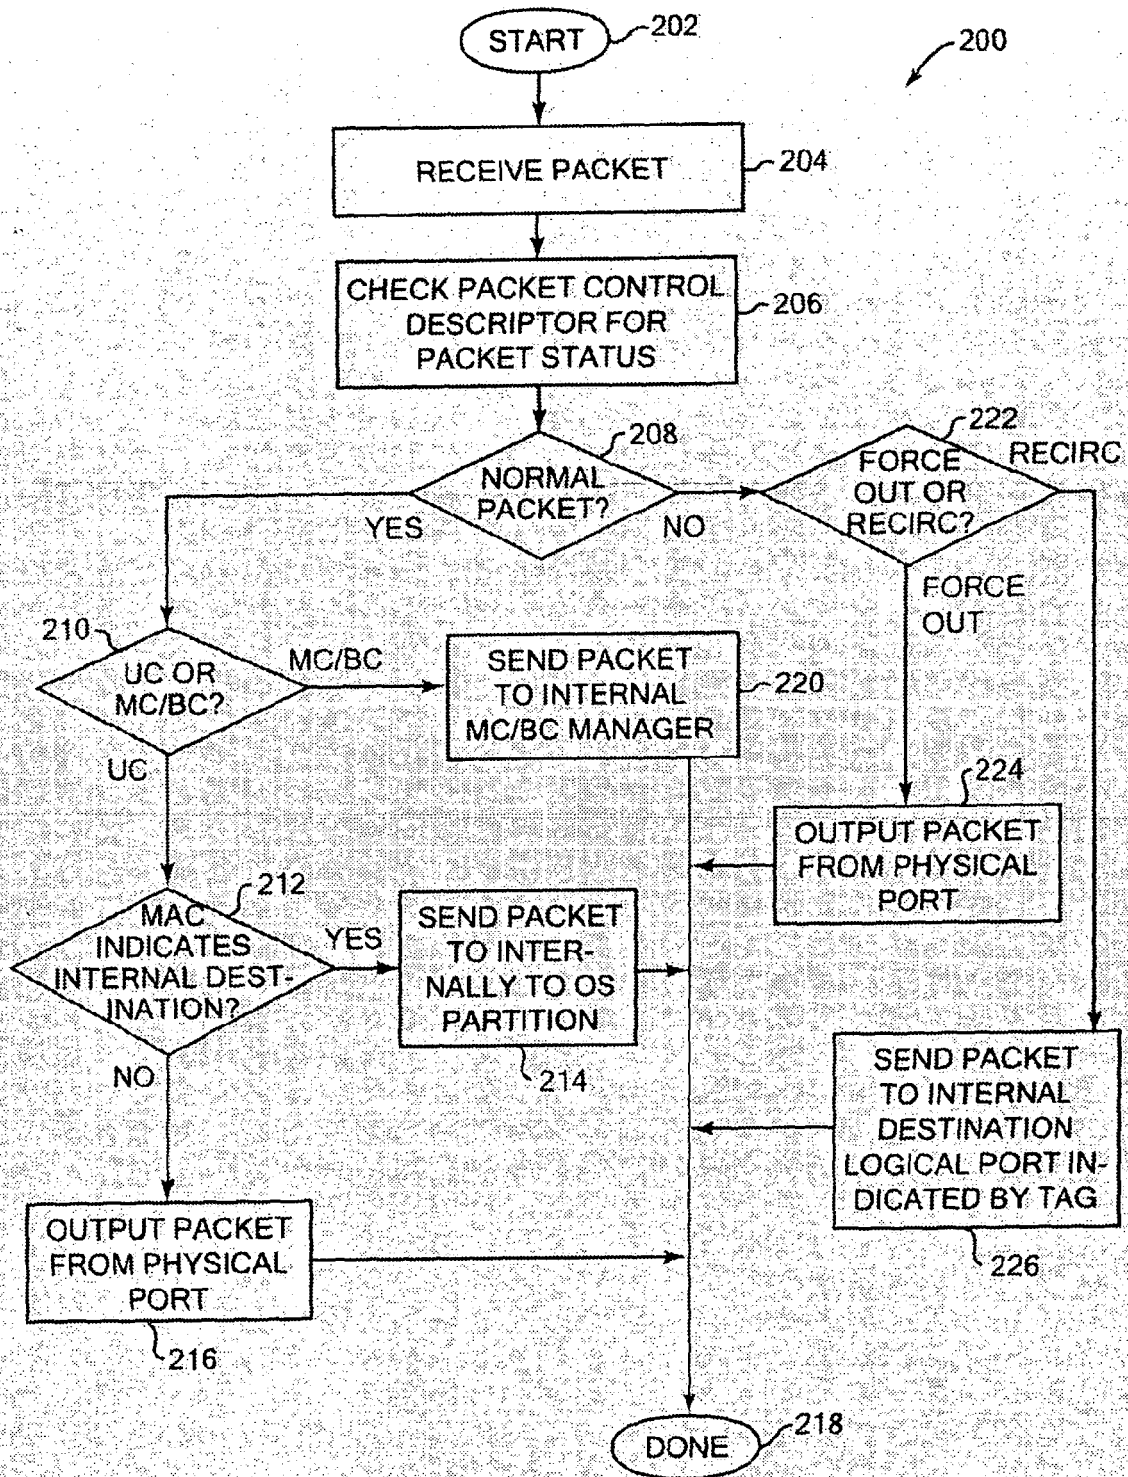 START
202
200
RECEIVE PACKET
204
CHECK PACKET CONTROL
DESCRIPTOR FOR
PACKET STATUS
206
208
NORMAL
PACKET?
YES
NO
222
FORCE
OUT OR
RECIRC?
RECIRC
FORCE
OUT
210
UC OR
MC/BC?
MC/BC
UC
SEND PACKET
TO INTERNAL
MC/BC MANAGER
220
224
OUTPUT PACKET
FROM PHYSICAL
PORT
212
MAC
INDICATES
INTERNAL DEST-
INATION?
YES
NO
SEND PACKET
TO INTER-
NALLY TO OS
PARTITION
214
SEND PACKET
TO INTERNAL
DESTINATION
LOGICAL PORT IN-
DICATED BY TAG
226
OUTPUT PACKET
FROM PHYSICAL
PORT
216
DONE
218